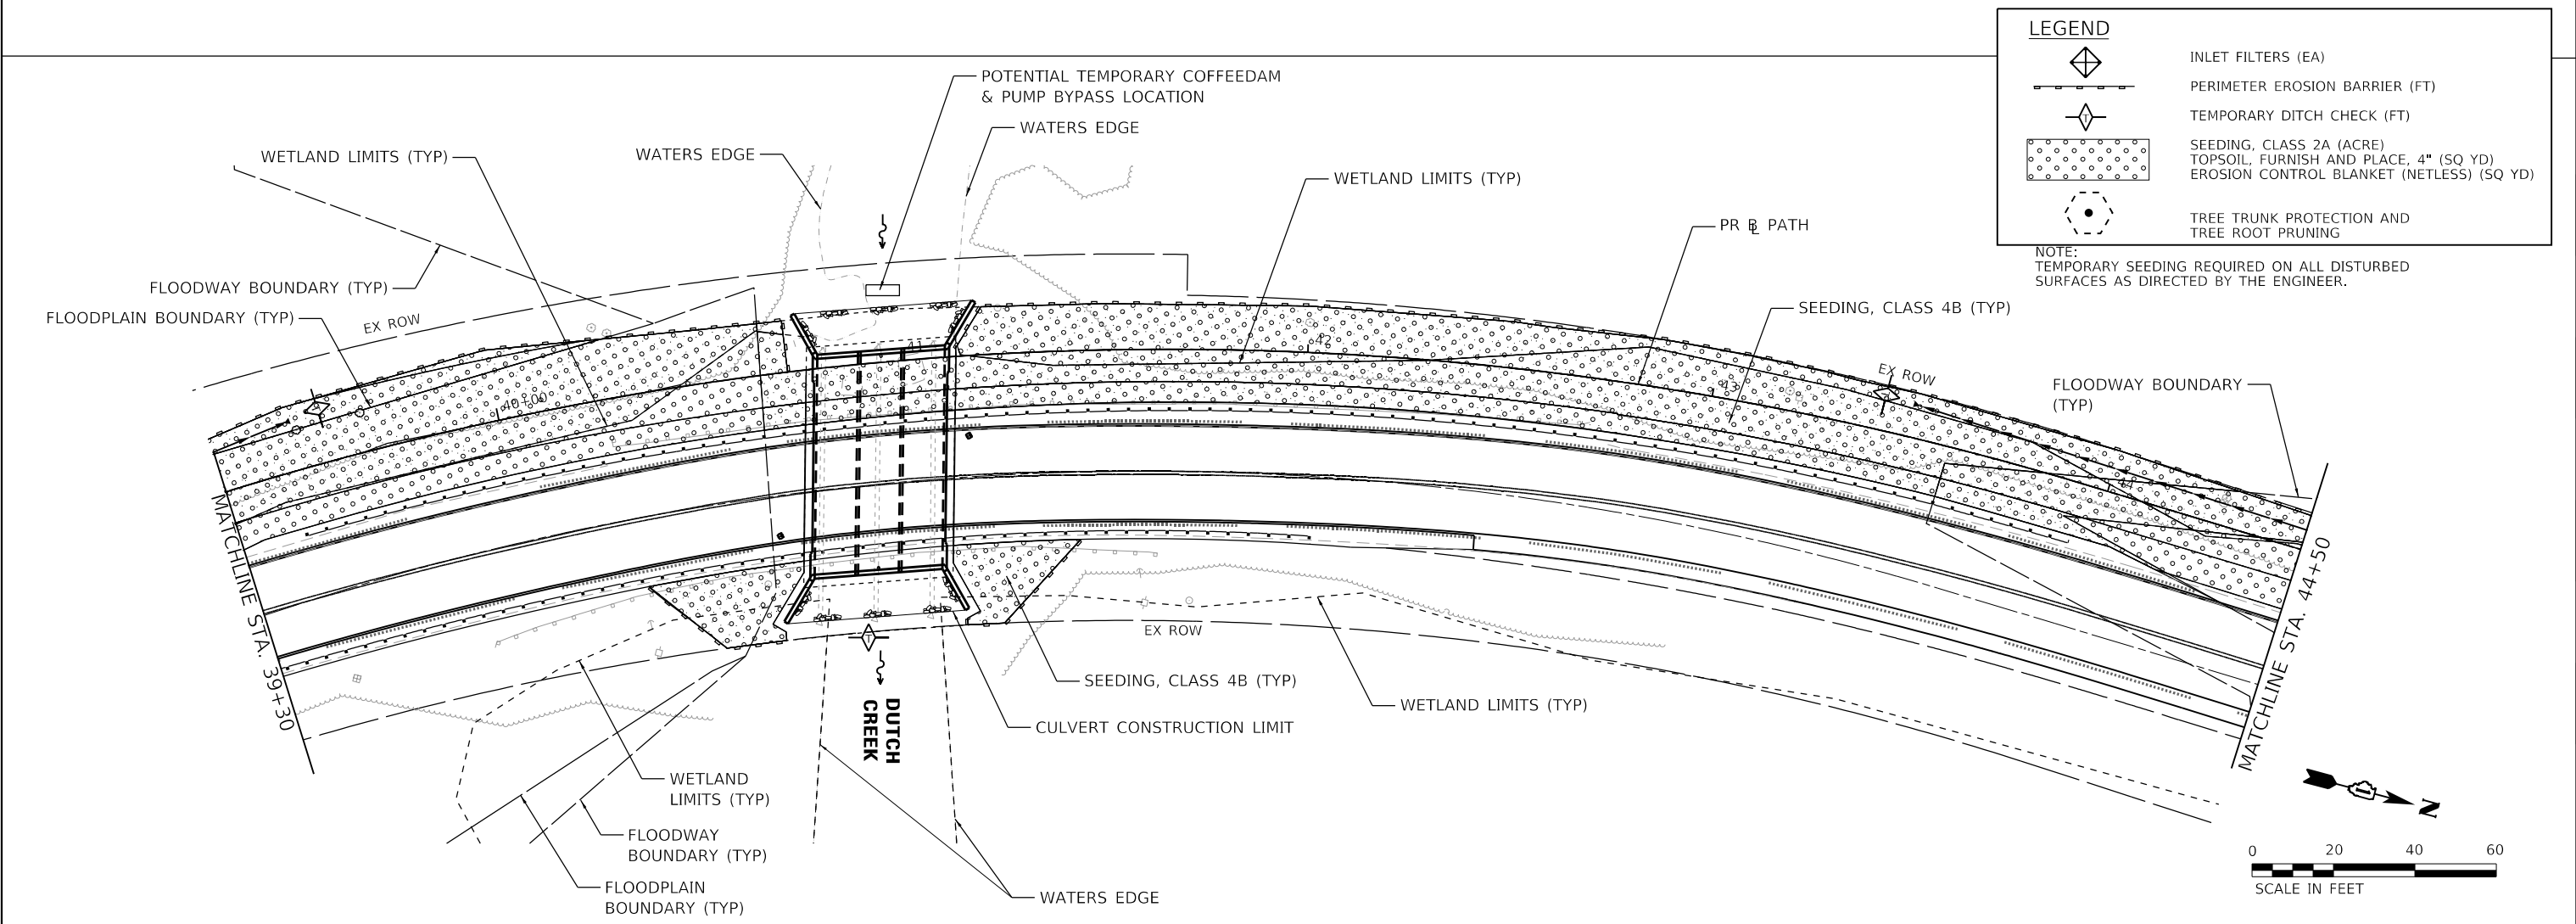 LEGEND
INLET FILTERS (EA)
PERIMETER EROSION BARRIER (FT)
T
TEMPORARY DITCH CHECK (FT)
SEEDING, CLASS 2A (ACRE)
TOPSOIL, FURNISH AND PLACE, 4" (SQ YD)
EROSION CONTROL BLANKET (NETLESS) (SQ YD)
TREE TRUNK PROTECTION AND
TREE ROOT PRUNING
NOTE:
TEMPORARY SEEDING REQUIRED ON ALL DISTURBED
SURFACES AS DIRECTED BY THE ENGINEER.
POTENTIAL TEMPORARY COFFEEDAM
& PUMP BYPASS LOCATION
WATERS EDGE
WATERS EDGE
WETLAND LIMITS (TYP)
WETLAND LIMITS (TYP)
PR BL PATH
FLOODWAY BOUNDARY (TYP)
FLOODPLAIN BOUNDARY (TYP)
EX ROW
SEEDING, CLASS 4B (TYP)
EX ROW
FLOODWAY BOUNDARY
(TYP)
40+00
41
42
43
44
MATCHLINE STA. 39+30
MATCHLINE STA. 44+50
EX ROW
T
DUTCH
CREEK
SEEDING, CLASS 4B (TYP)
WETLAND LIMITS (TYP)
CULVERT CONSTRUCTION LIMIT
WETLAND
LIMITS (TYP)
FLOODWAY
BOUNDARY (TYP)
FLOODPLAIN
BOUNDARY (TYP)
WATERS EDGE
N
0 20 40 60
SCALE IN FEET